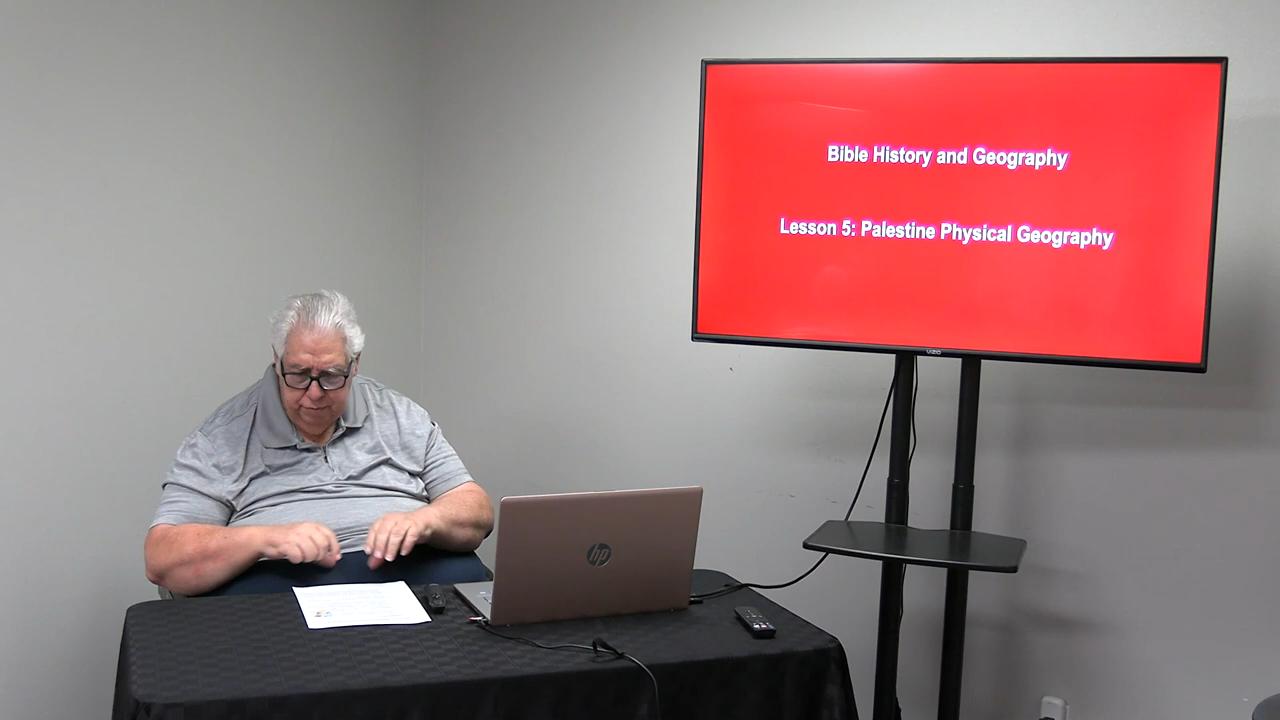 Bible History and Geography
Lesson 5: Palestine Physical Geography
VIZIO
hp